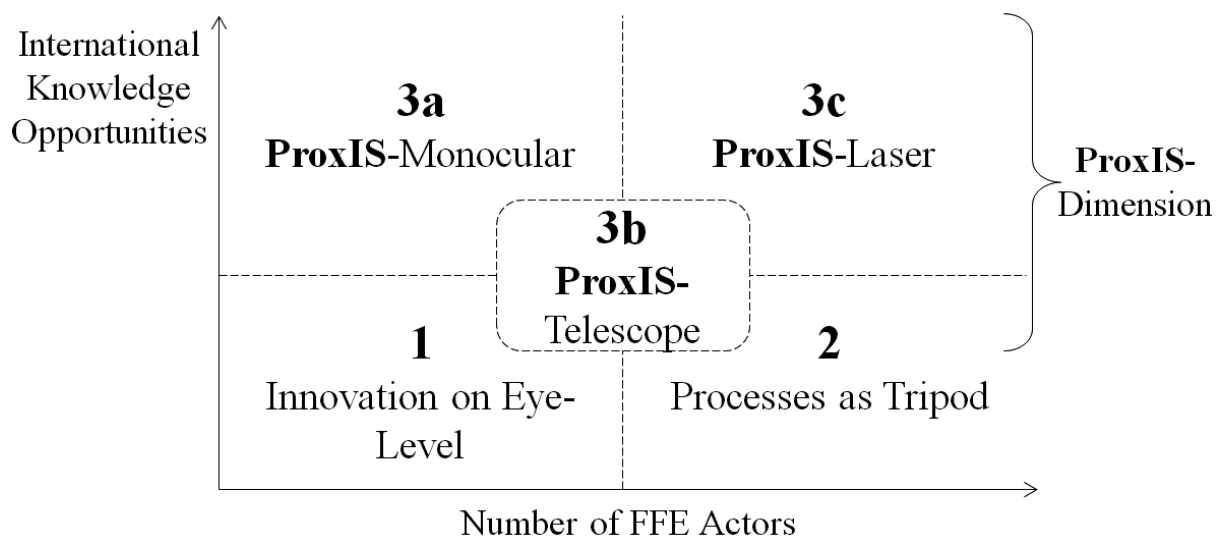 International
Knowledge
Opportunities
3a
ProxIS-Monocular
3c
ProxIS-Laser
ProxIS-
Dimension
3b
ProxIS-
Telescope
1
Innovation on Eye-
Level
2
Processes as Tripod
Number of FFE Actors